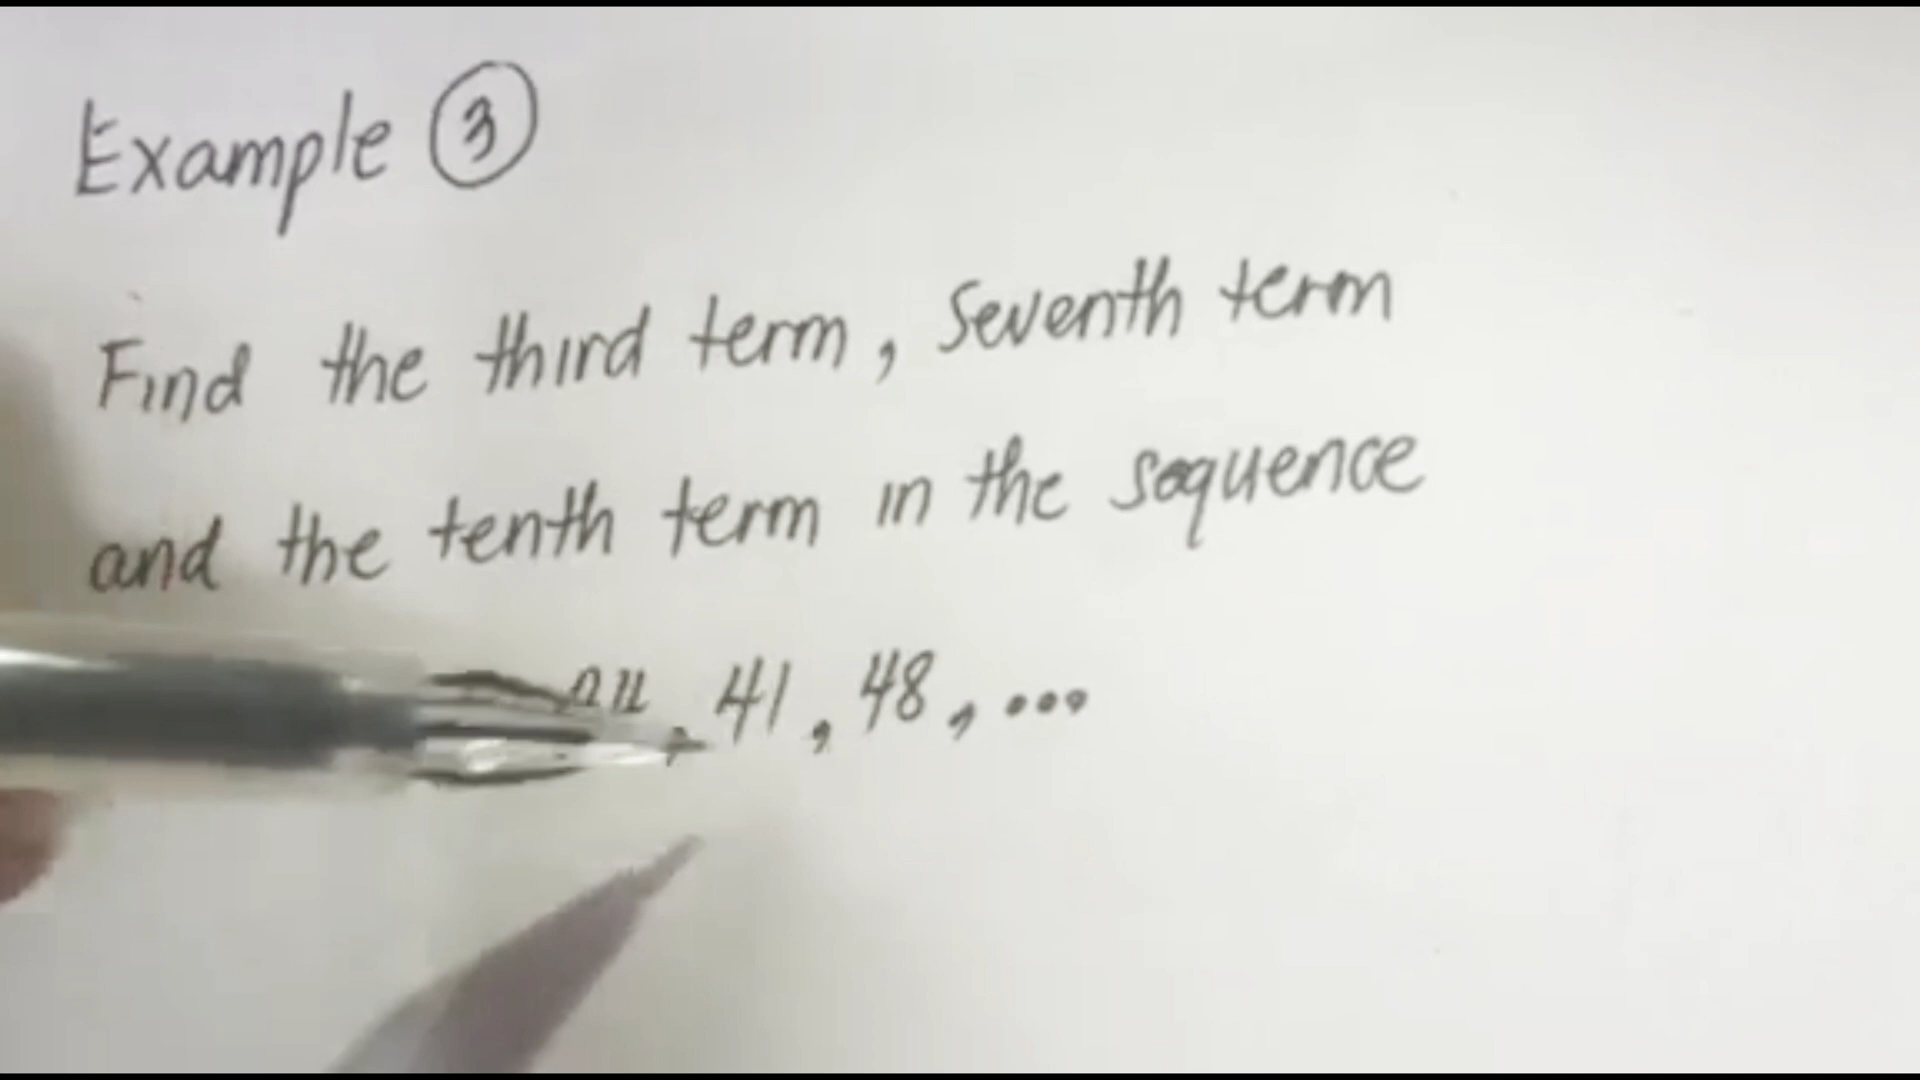 Example 3
Find the third term, Seventh term
and the tenth term in the sequence
, 41, 48, ...